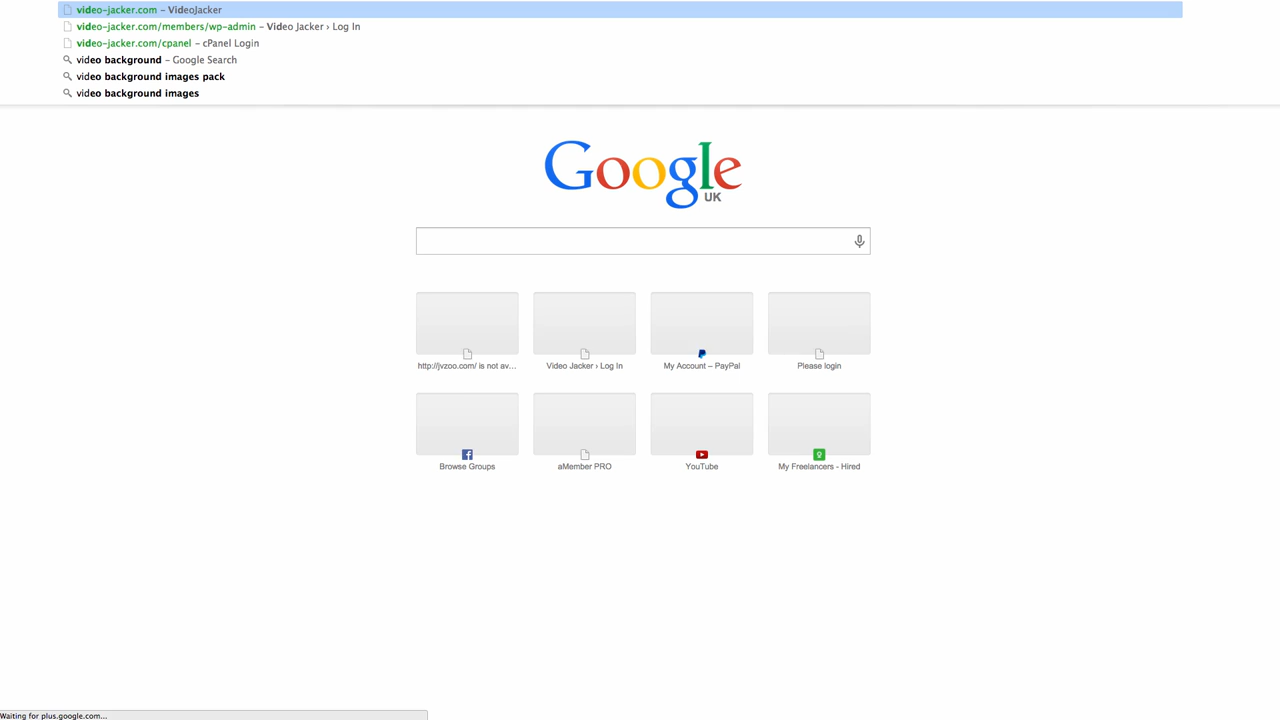 video-jacker.com – VideoJacker
video-jacker.com/members/wp-admin – Video Jacker › Log In
video-jacker.com/cpanel – cPanel Login
video background – Google Search
video background images pack
video background images
Google
UK
http://jvzoo.com/ is not av... Video Jacker › Log In My Account – PayPal Please login
Browse Groups aMember PRO YouTube My Freelancers - Hired
Waiting for plus.google.com...